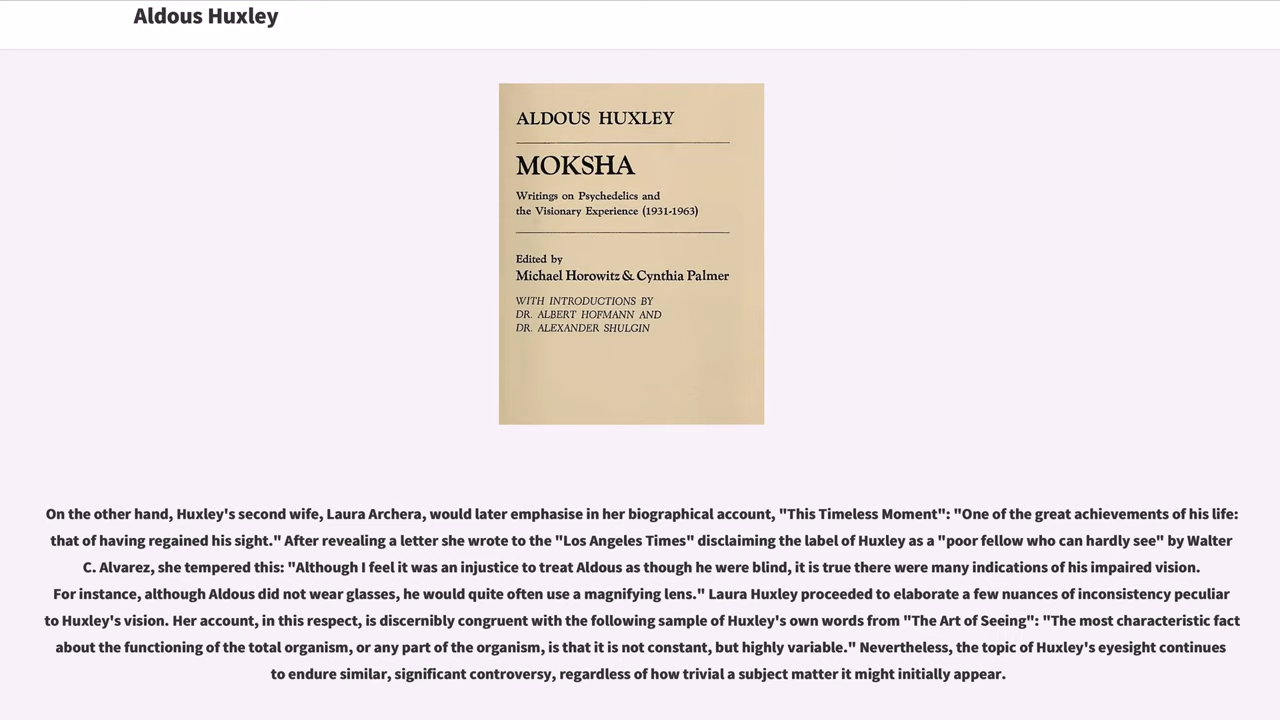 Aldous Huxley
ALDOUS HUXLEY
MOKSHA
Writings on Psychedelics and
the Visionary Experience (1931-1963)
Edited by
Michael Horowitz & Cynthia Palmer
WITH INTRODUCTIONS BY
DR. ALBERT HOFMANN AND
DR. ALEXANDER SHULGIN
On the other hand, Huxley's second wife, Laura Archera, would later emphasise in her biographical account, "This Timeless Moment": "One of the great achievements of his life:
that of having regained his sight." After revealing a letter she wrote to the "Los Angeles Times" disclaiming the label of Huxley as a "poor fellow who can hardly see" by Walter
C. Alvarez, she tempered this: "Although I feel it was an injustice to treat Aldous as though he were blind, it is true there were many indications of his impaired vision.
For instance, although Aldous did not wear glasses, he would quite often use a magnifying lens." Laura Huxley proceeded to elaborate a few nuances of inconsistency peculiar
to Huxley's vision. Her account, in this respect, is discernibly congruent with the following sample of Huxley's own words from "The Art of Seeing": "The most characteristic fact
about the functioning of the total organism, or any part of the organism, is that it is not constant, but highly variable." Nevertheless, the topic of Huxley's eyesight continues
to endure similar, significant controversy, regardless of how trivial a subject matter it might initially appear.